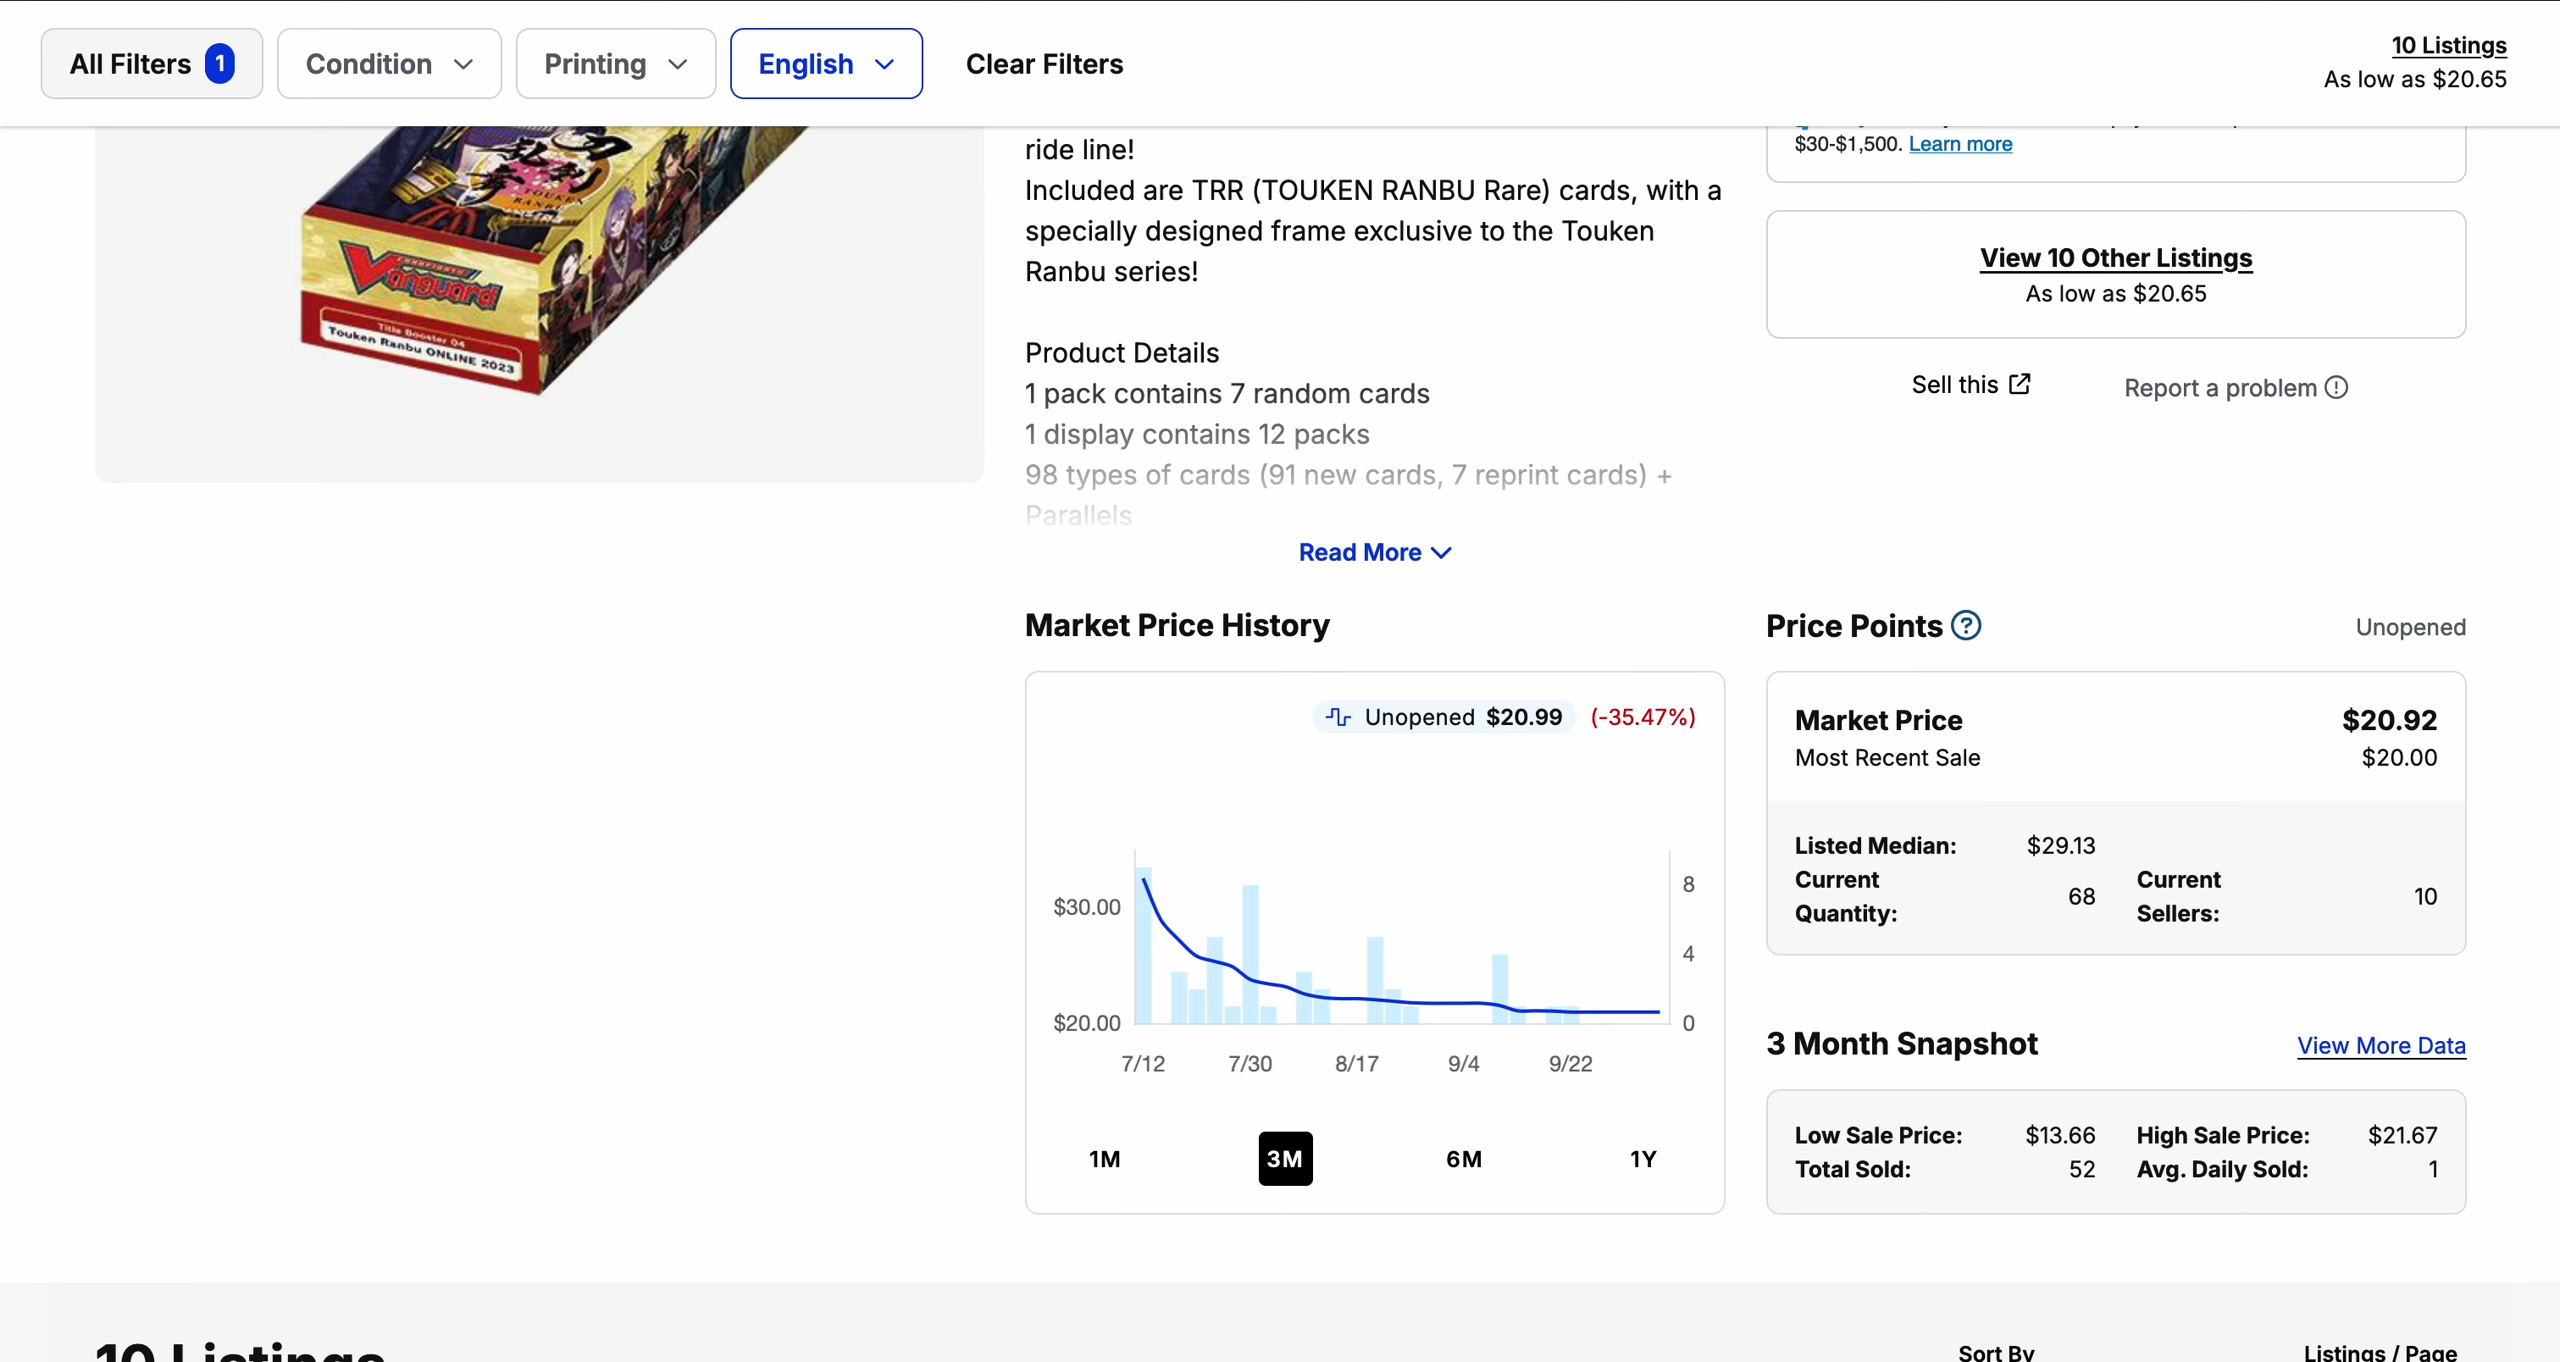 All Filters 1 Condition Printing English Clear Filters
10 Listings
As low as $20.65
CARDFIGHT!!
Vanguard
Title Booster 04
Touken Ranbu ONLINE 2023
ride line!
Included are TRR (TOUKEN RANBU Rare) cards, with a
specially designed frame exclusive to the Touken
Ranbu series!
Product Details
1 pack contains 7 random cards
1 display contains 12 packs
98 types of cards (91 new cards, 7 reprint cards) +
Parallels
Read More
$30-$1,500. Learn more
View 10 Other Listings
As low as $20.65
Sell this Report a problem
Market Price History
Unopened $20.99 (-35.47%)
$30.00
$20.00
8
4
0
7/12 7/30 8/17 9/4 9/22
1M 3M 6M 1Y
Price Points ? Unopened
Market Price $20.92
Most Recent Sale $20.00
Listed Median: $29.13
Current Quantity: 68 Current Sellers: 10
3 Month Snapshot View More Data
Low Sale Price: $13.66 High Sale Price: $21.67
Total Sold: 52 Avg. Daily Sold: 1
10 Listings
Sort By Listings / Page